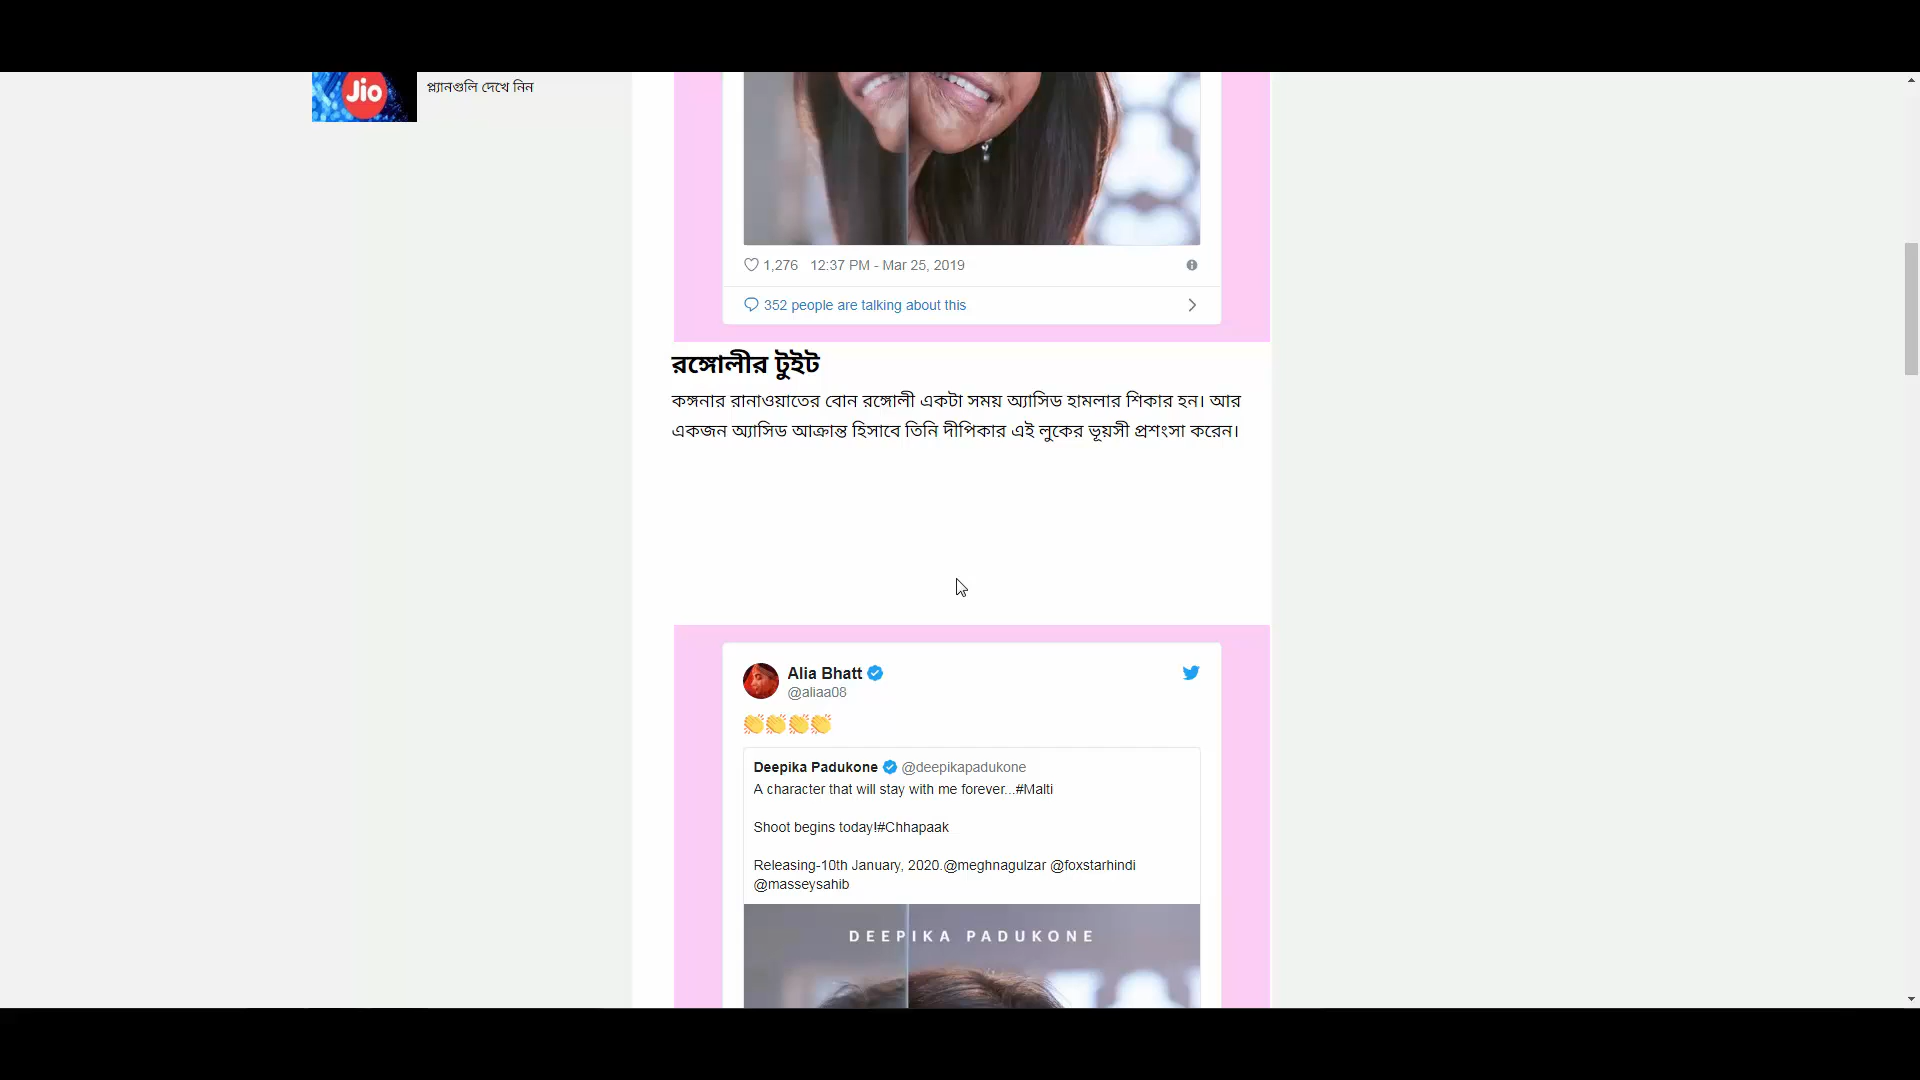 Jio
প্ল্যানগুলি দেখে নিন
1,276 12:37 PM - Mar 25, 2019
352 people are talking about this
রঙ্গোলীর টুইট
কঙ্গনার রানাওয়াতের বোন রঙ্গোলী একটা সময় অ্যাসিড হামলার শিকার হন। আর
একজন অ্যাসিড আক্রান্ত হিসাবে তিনি দীপিকার এই লুকের ভূয়সী প্রশংসা করেন।
Alia Bhatt
@aliaa08
👏👏👏👏
Deepika Padukone @deepikapadukone
A character that will stay with me forever...#Malti
Shoot begins today!#Chhapaak
Releasing-10th January, 2020.@meghnagulzar @foxstarhindi
@masseysahib
DEEPIKA PADUKONE